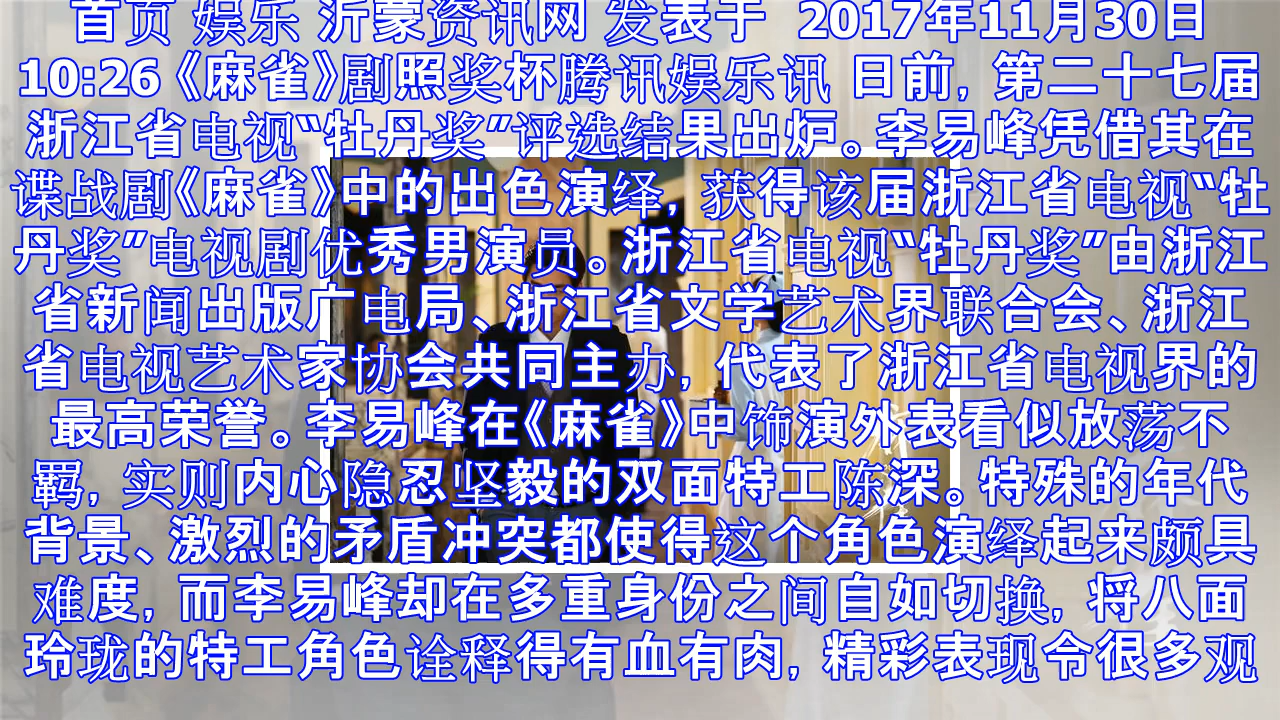 首页 娱乐 沂蒙资讯网 发表于 2017年11月30日
10:26《麻雀》剧照奖杯腾讯娱乐讯 日前, 第二十七届
浙江省电视“牡丹奖”评选结果出炉。李易峰凭借其在
谍战剧《麻雀》中的出色演绎, 获得该届浙江省电视“牡
丹奖”电视剧优秀男演员。浙江省电视“牡丹奖”由浙江
省新闻出版广电局、浙江省文学艺术界联合会、浙江
省电视艺术家协会共同主办, 代表了浙江省电视界的
最高荣誉。李易峰在《麻雀》中饰演外表看似放荡不
羁, 实则内心隐忍坚毅的双面特工陈深。特殊的年代
背景、激烈的矛盾冲突都使得这个角色演绎起来颇具
难度, 而李易峰却在多重身份之间自如切换, 将八面
玲珑的特工角色诠释得有血有肉, 精彩表现令很多观